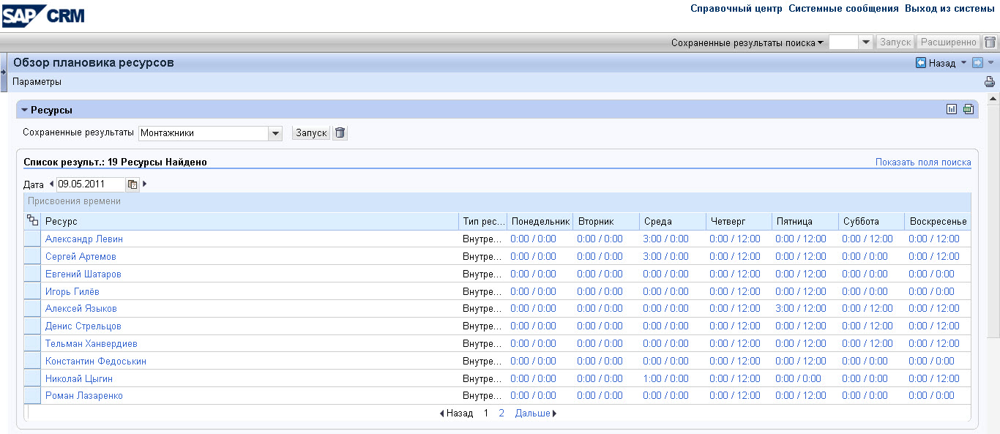 SAP CRM
Справочный центр Системные сообщения Выход из системы
Сохраненные результаты поиска Запуск Расширенно
Обзор плановика ресурсов Назад
Параметры
Ресурсы
Сохраненные результаты Монтажники Запуск
Список результ.: 19 Ресурсы Найдено Показать поля поиска
Дата 09.05.2011
Присвоения времени
Ресурс Тип рес... Понедельник Вторник Среда Четверг Пятница Суббота Воскресенье
Александр Левин Внутре... 0:00 / 0:00 0:00 / 0:00 3:00 / 0:00 0:00 / 12:00 0:00 / 12:00 0:00 / 12:00 0:00 / 12:00
Сергей Артемов Внутре... 0:00 / 0:00 0:00 / 0:00 3:00 / 0:00 0:00 / 12:00 0:00 / 12:00 0:00 / 0:00 0:00 / 12:00
Евгений Шатаров Внутре... 0:00 / 0:00 0:00 / 0:00 0:00 / 0:00 0:00 / 12:00 0:00 / 12:00 0:00 / 0:00 0:00 / 0:00
Игорь Гилёв Внутре... 0:00 / 0:00 0:00 / 0:00 0:00 / 0:00 0:00 / 12:00 0:00 / 12:00 0:00 / 0:00 0:00 / 0:00
Алексей Языков Внутре... 0:00 / 0:00 0:00 / 0:00 0:00 / 0:00 0:00 / 12:00 3:00 / 12:00 0:00 / 12:00 0:00 / 12:00
Денис Стрельцов Внутре... 0:00 / 0:00 0:00 / 0:00 0:00 / 0:00 0:00 / 12:00 0:00 / 12:00 0:00 / 12:00 0:00 / 12:00
Тельман Ханвердиев Внутре... 0:00 / 0:00 0:00 / 0:00 0:00 / 0:00 0:00 / 12:00 0:00 / 12:00 0:00 / 12:00 0:00 / 12:00
Константин Федоськин Внутре... 0:00 / 0:00 0:00 / 0:00 0:00 / 0:00 0:00 / 12:00 0:00 / 12:00 0:00 / 0:00 0:00 / 0:00
Николай Цыгин Внутре... 0:00 / 0:00 0:00 / 0:00 1:00 / 0:00 0:00 / 12:00 0:00 / 0:00 0:00 / 0:00 0:00 / 12:00
Роман Лазаренко Внутре... 0:00 / 0:00 0:00 / 0:00 0:00 / 0:00 0:00 / 12:00 0:00 / 12:00 0:00 / 0:00 0:00 / 0:00
Назад 1 2 Дальше